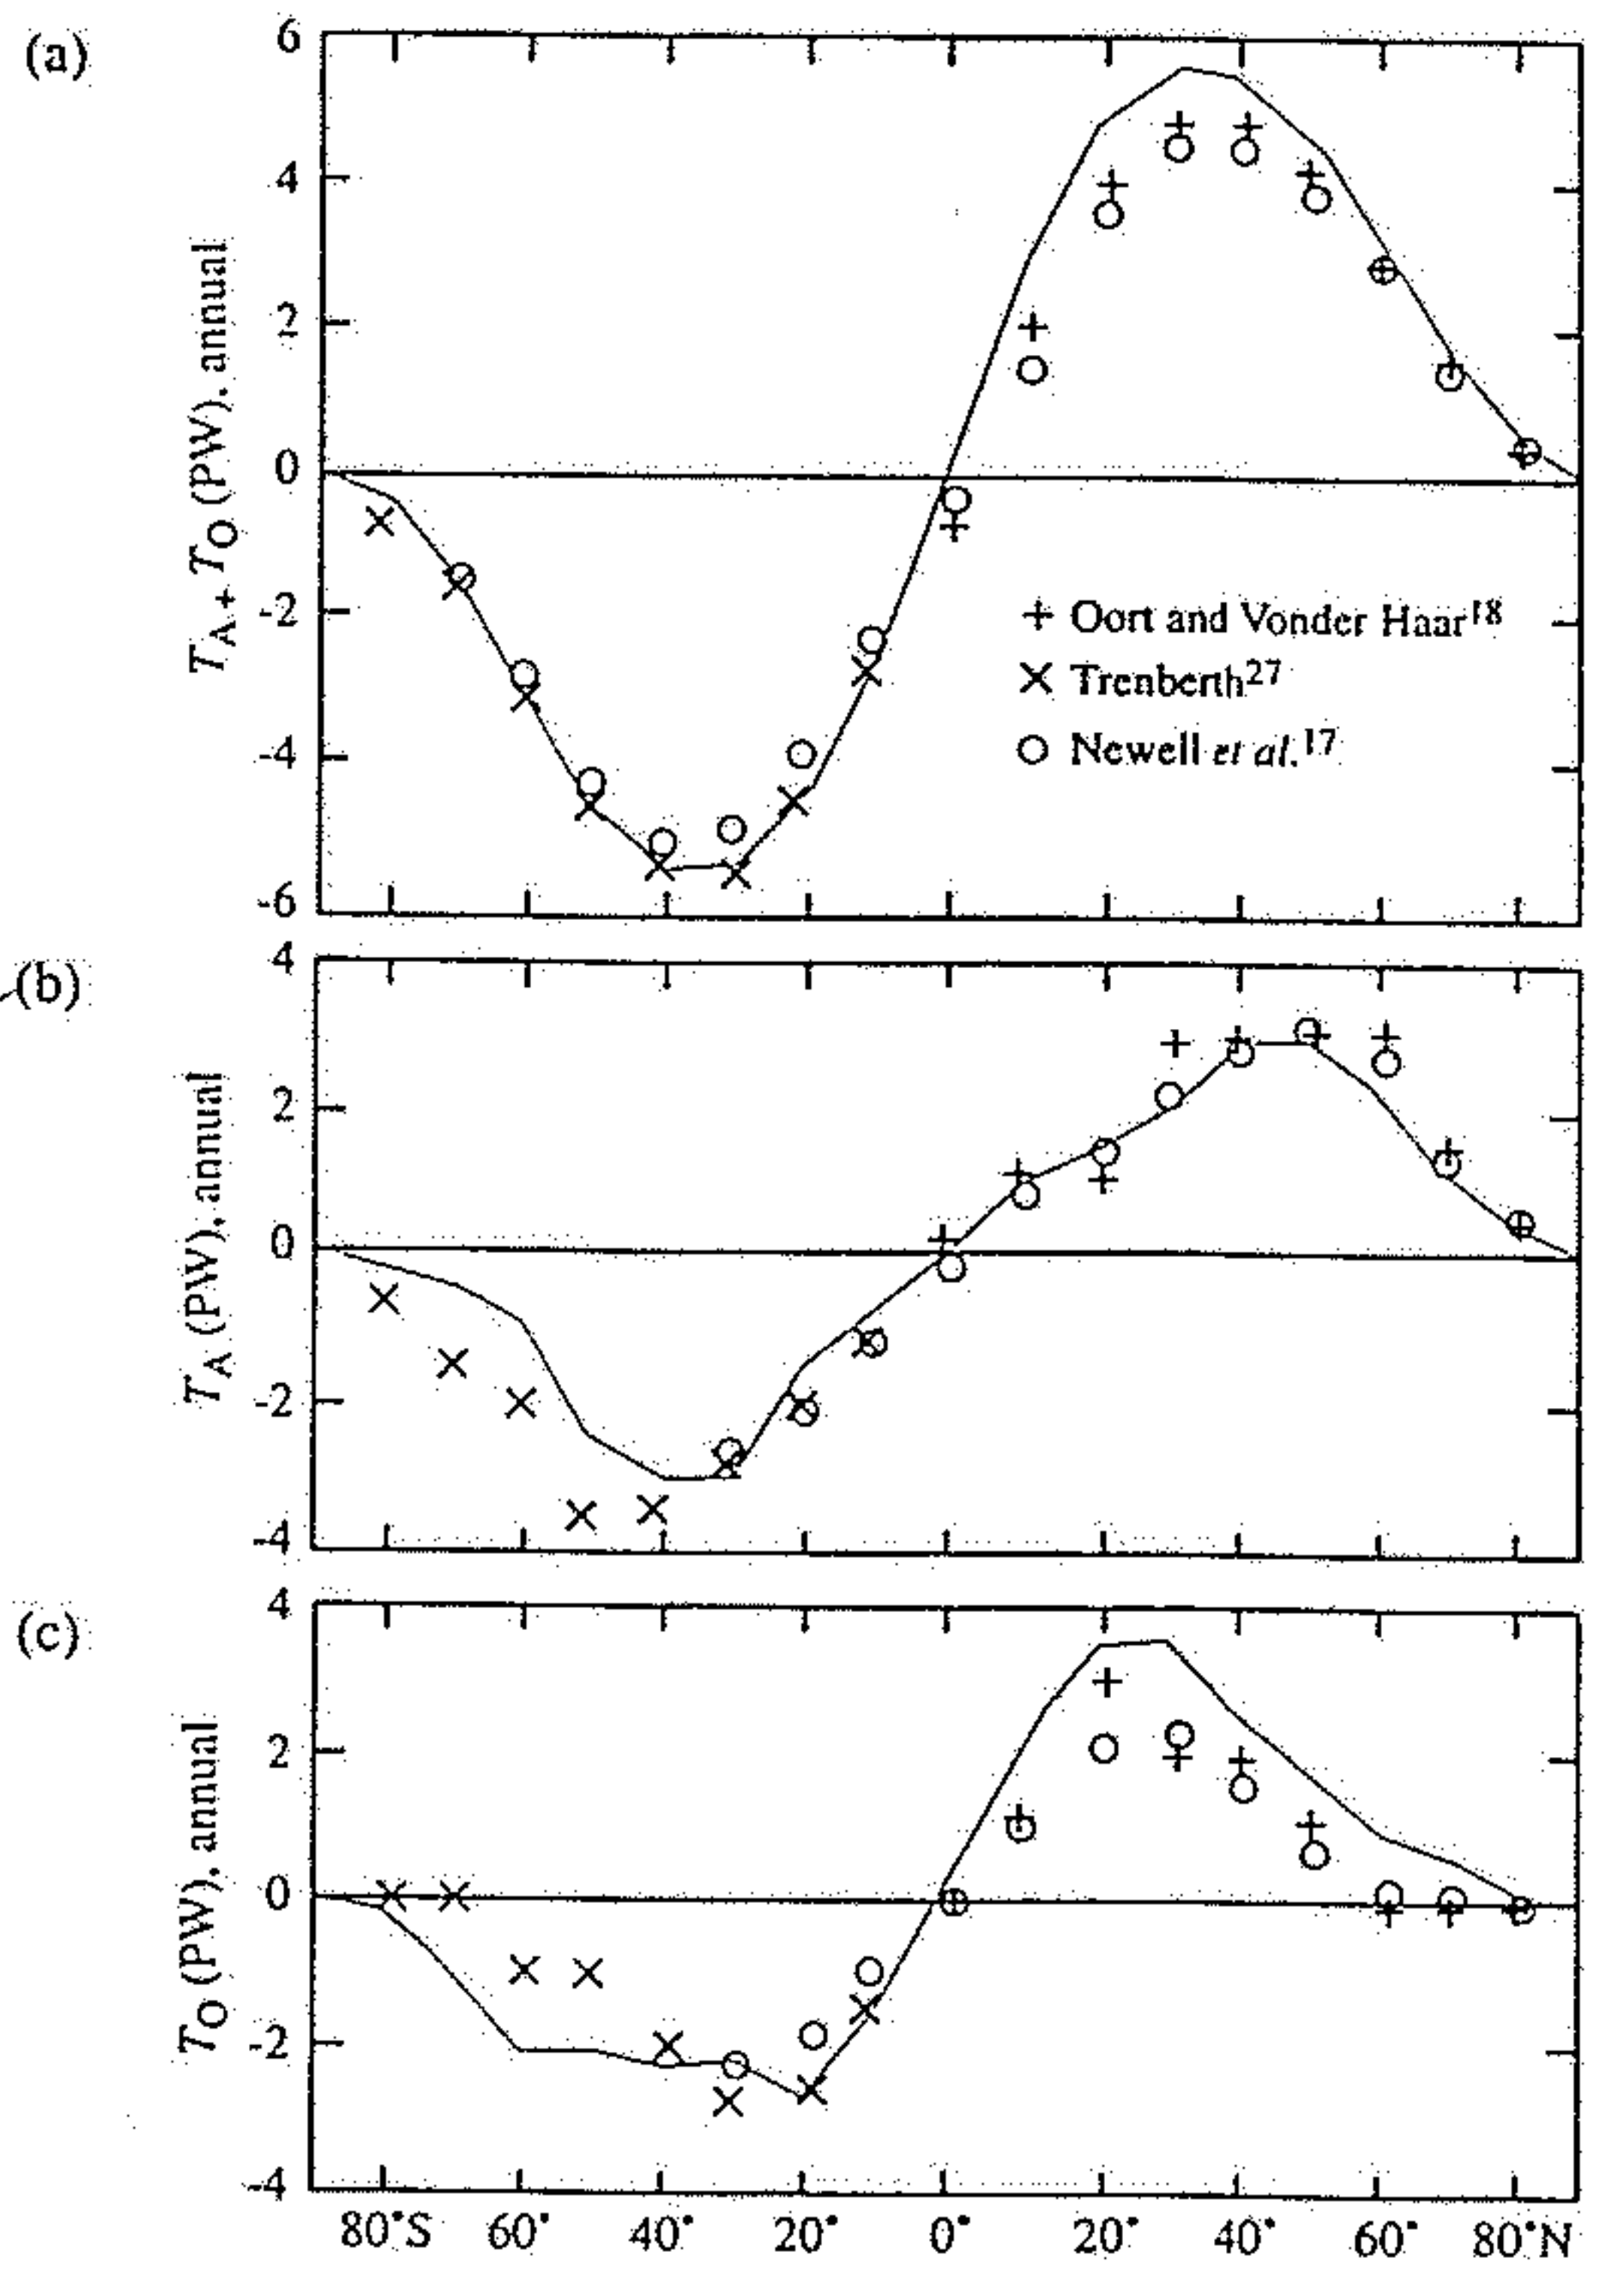 (a)
6
4
2
0
-2
-4
-6
T_A+ T_O (PW), annual
+ Oort and Vonder Haar¹⁸
× Trenberth²⁷
○ Newell et al.¹⁷
(b)
4
2
0
-2
-4
T_A (PW), annual
(c)
4
2
0
-2
-4
T_O (PW), annual
80°S 60° 40° 20° 0° 20° 40° 60° 80°N